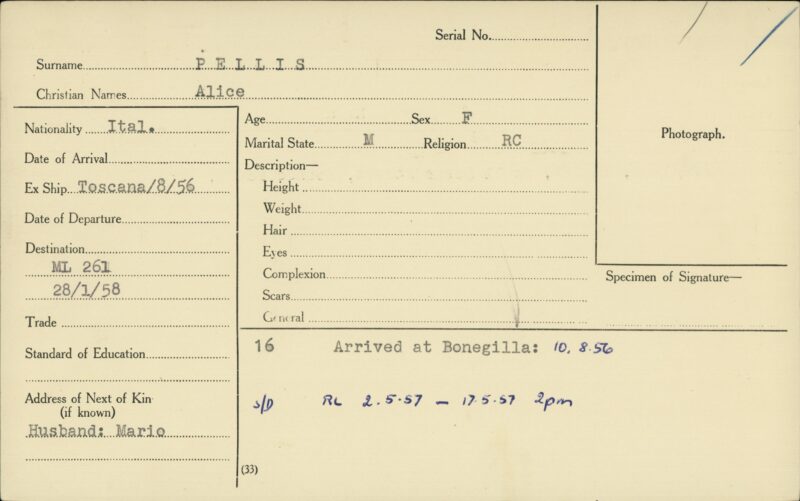 Serial No.
Surname PELLIS
Christian Names Alice
Nationality Ital.
Date of Arrival
Ex Ship Toscana/8/56
Date of Departure
Destination
ML 261
28/1/58
Trade
Standard of Education
Address of Next of Kin
(if known)
Husband: Mario
Age Sex F
Marital State M Religion RC
Description—
Height
Weight
Hair
Eyes
Complexion
Scars
General
Photograph.
Specimen of Signature—
16 Arrived at Bonegilla: 10.8.56
S/D RL 2.5.57 — 17.5.57 2pm
(33)